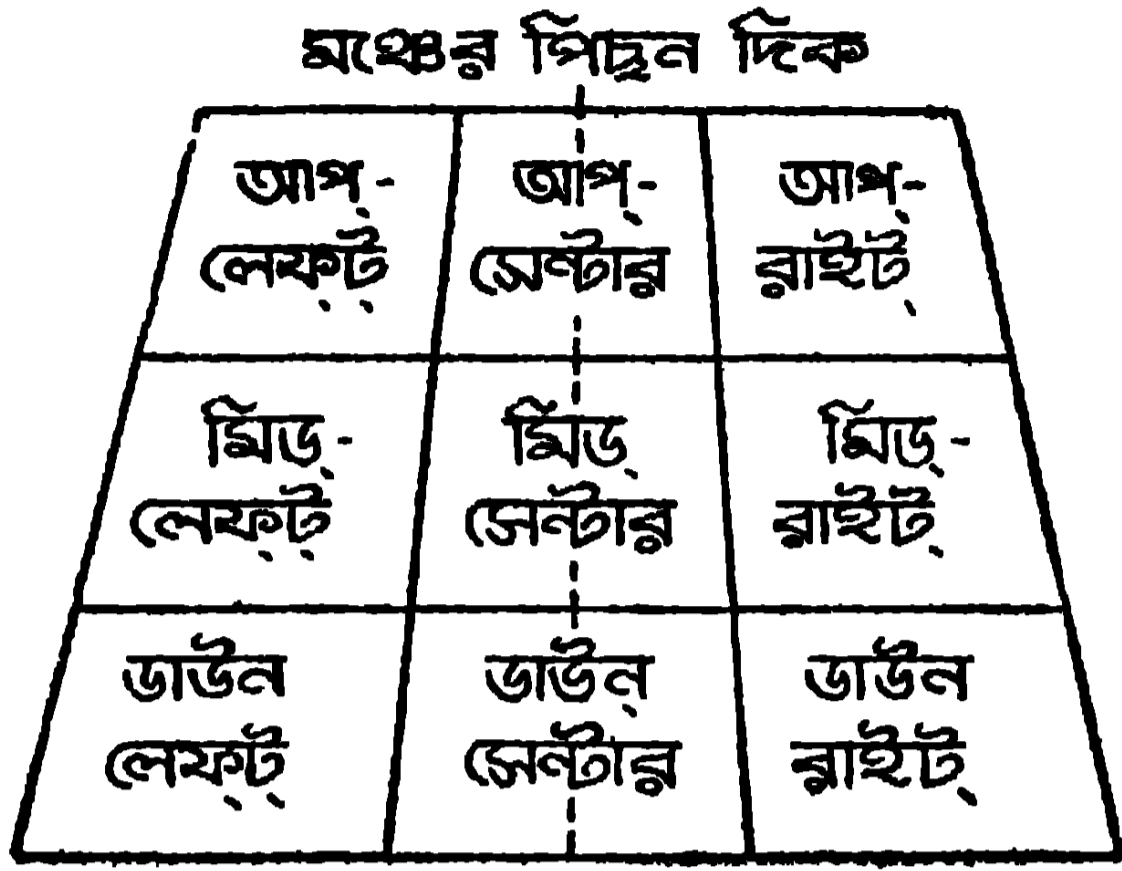 মঞ্চের পিছন দিক
আপ্- আপ্- আপ্-
লেফ্ট্ সেন্টার রাইট্
মিড্- মিড্ মিড্-
লেফ্ট্ সেন্টার রাইট্
ডাউন ডাউন্ ডাউন
লেফ্ট্ সেন্টার রাইট্